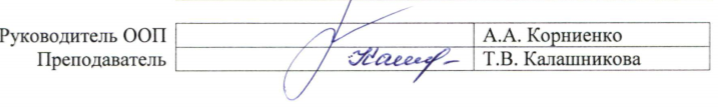 Руководитель ООП А.А. Корниенко
Преподаватель Т.В. Калашникова